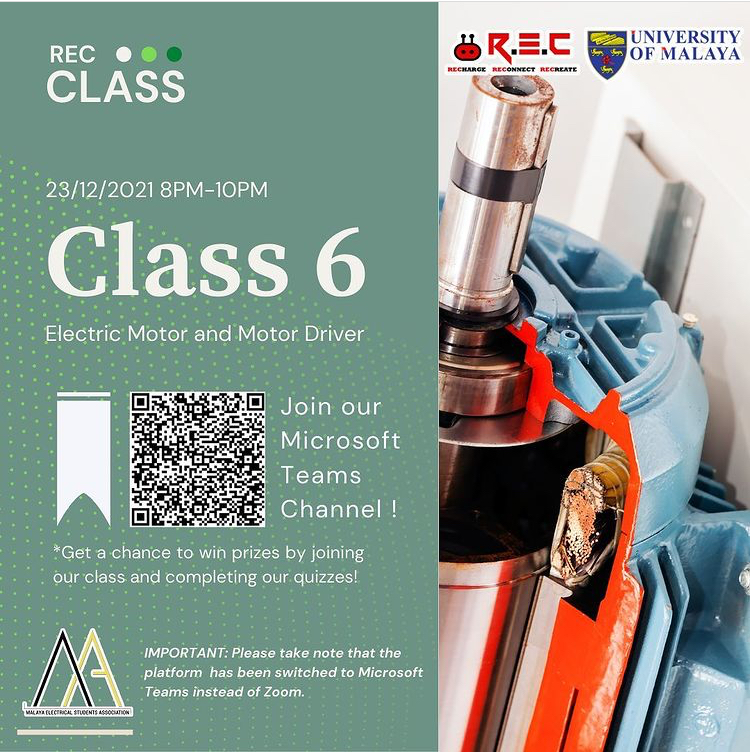 REC
CLASS
R.E.C
RECHARGE RECONNECT RECREATE
UNIVERSITY
OF MALAYA
23/12/2021 8PM-10PM
Class 6
Electric Motor and Motor Driver
Join our
Microsoft
Teams
Channel !
*Get a chance to win prizes by joining
our class and completing our quizzes!
MALAYA ELECTRICAL STUDENTS ASSOCIATION
IMPORTANT: Please take note that the
platform has been switched to Microsoft
Teams instead of Zoom.